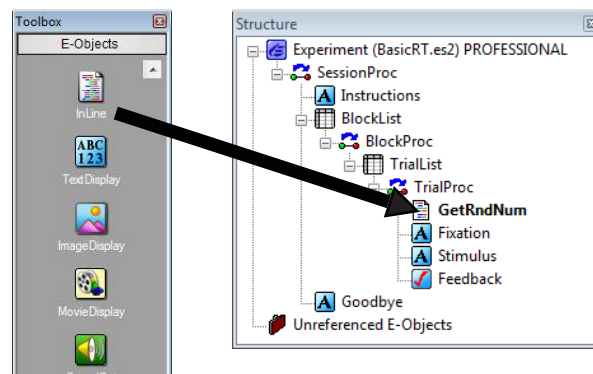 Toolbox
E-Objects
InLine
ABC
123
TextDisplay
ImageDisplay
MovieDisplay
Structure
E Experiment (BasicRT.es2) PROFESSIONAL
SessionProc
A Instructions
BlockList
BlockProc
TrialList
TrialProc
GetRndNum
A Fixation
A Stimulus
Feedback
A Goodbye
Unreferenced E-Objects